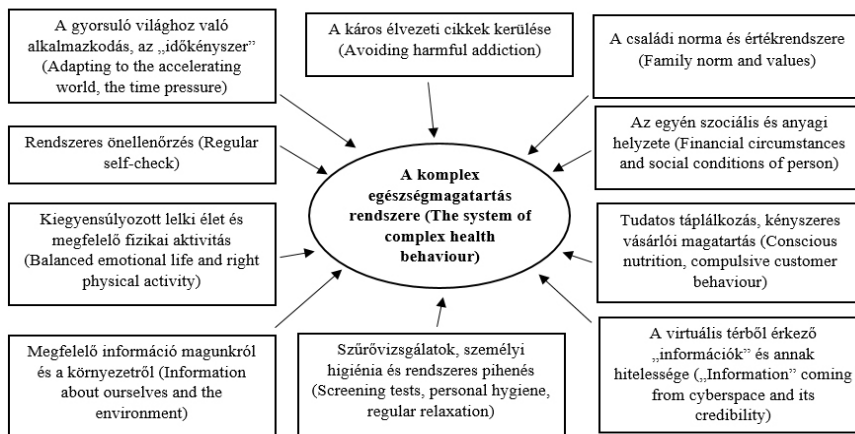 A gyorsuló világhoz való
alkalmazkodás, az „időkényszer”
(Adapting to the accelerating
world, the time pressure)
A káros élvezeti cikkek kerülése
(Avoiding harmful addiction)
A családi norma és értékrendszere
(Family norm and values)
Rendszeres önellenőrzés (Regular
self-check)
Az egyén szociális és anyagi
helyzete (Financial circumstances
and social conditions of person)
A komplex
egészségmagatartás
rendszere (The system of
complex health
behaviour)
Kiegyensúlyozott lelki élet és
megfelelő fizikai aktivitás
(Balanced emotional life and right
physical activity)
Tudatos táplálkozás, kényszeres
vásárlói magatartás (Conscious
nutrition, compulsive customer
behaviour)
Megfelelő információ magunkról
és a környezetről (Information
about ourselves and the
environment)
Szűrővizsgálatok, személyi
higiénia és rendszeres pihenés
(Screening tests, personal hygiene,
regular relaxation)
A virtuális térből érkező
„információk” és annak
hitelessége („Information” coming
from cyberspace and its
credibility)